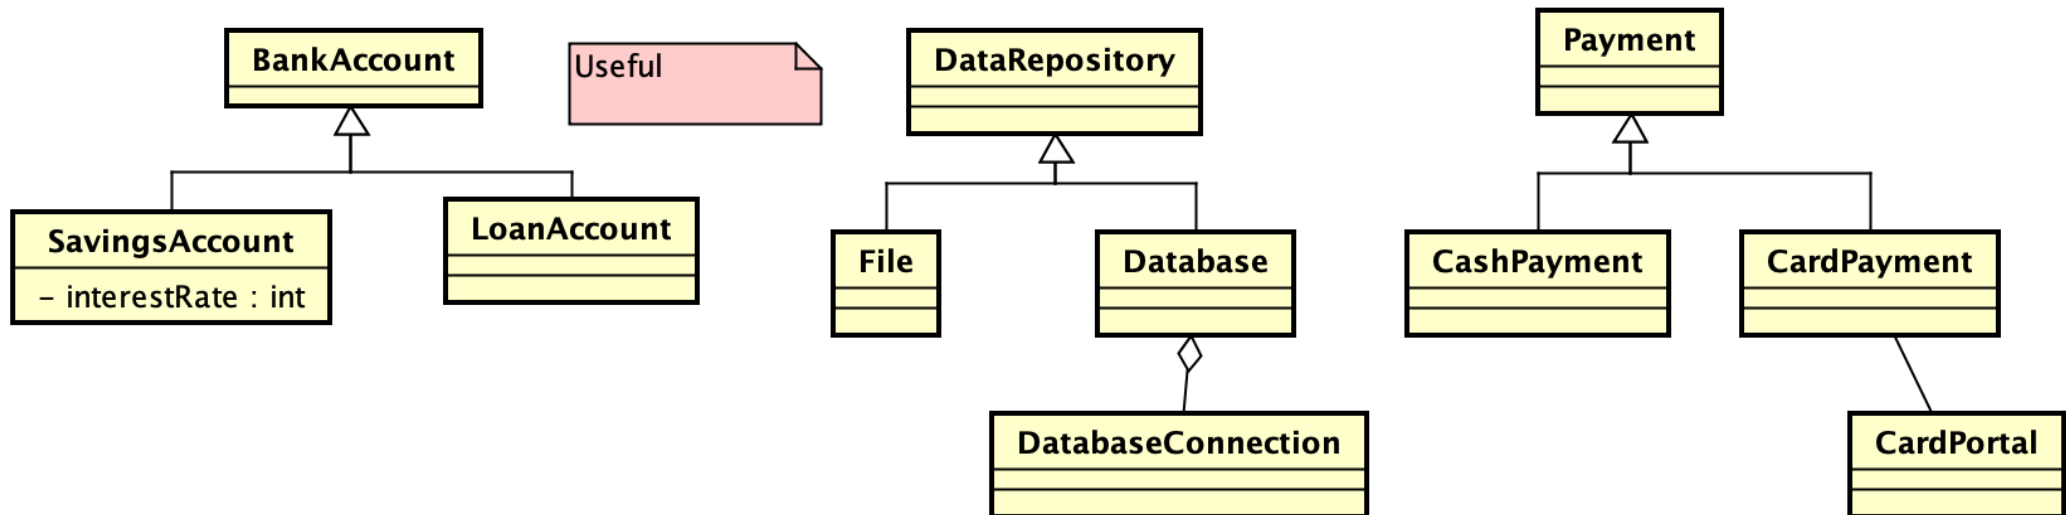 BankAccount
Useful
DataRepository
Payment
SavingsAccount
– interestRate : int
LoanAccount
File
Database
CashPayment
CardPayment
DatabaseConnection
CardPortal